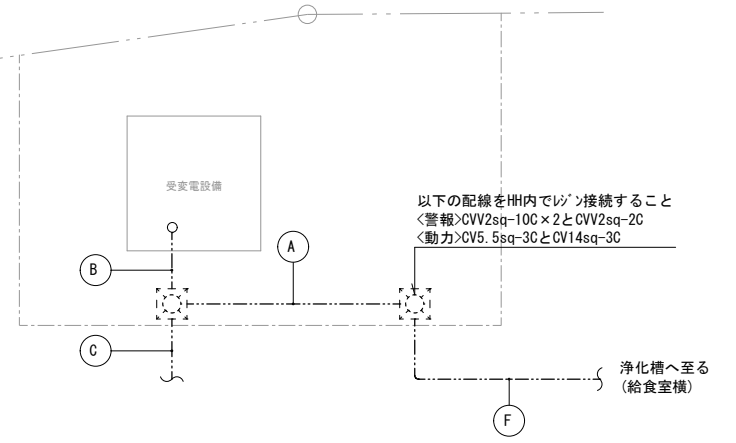 受変電設備
以下の配線をHH内でﾚｼﾞﾝ接続すること
<警報>CVV2sq-10C×2とCVV2sq-2C
<動力>CV5.5sq-3CとCV14sq-3C
A
B
C
浄化槽へ至る
(給食室横)
F